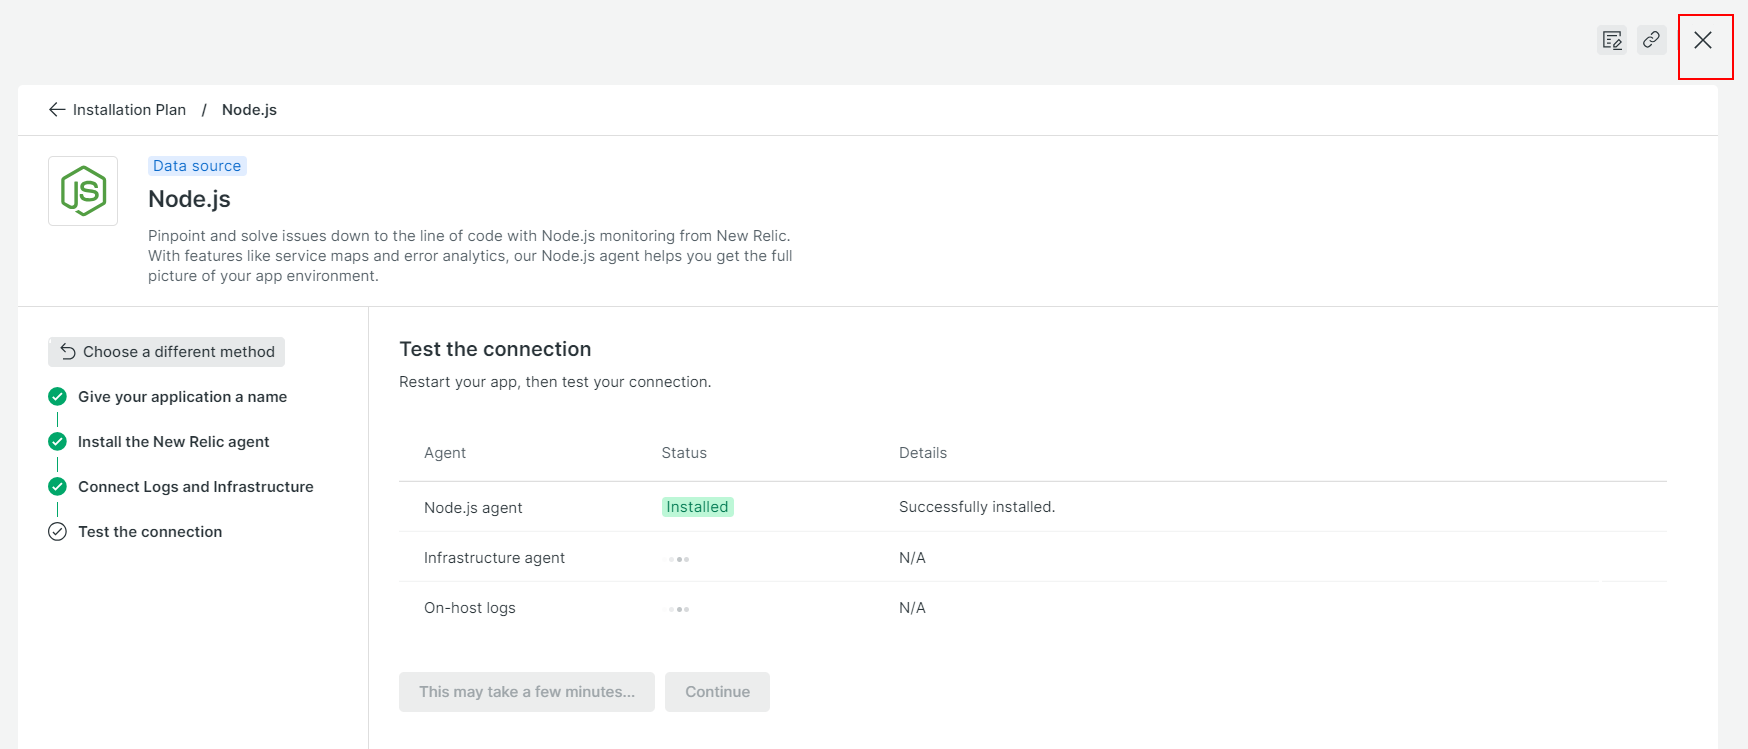 Installation Plan / Node.js
JS
Data source
Node.js
Pinpoint and solve issues down to the line of code with Node.js monitoring from New Relic.
With features like service maps and error analytics, our Node.js agent helps you get the full
picture of your app environment.
Choose a different method
Give your application a name
Install the New Relic agent
Connect Logs and Infrastructure
Test the connection
Test the connection
Restart your app, then test your connection.
Agent Status Details
Node.js agent Installed Successfully installed.
Infrastructure agent N/A
On-host logs N/A
This may take a few minutes... Continue